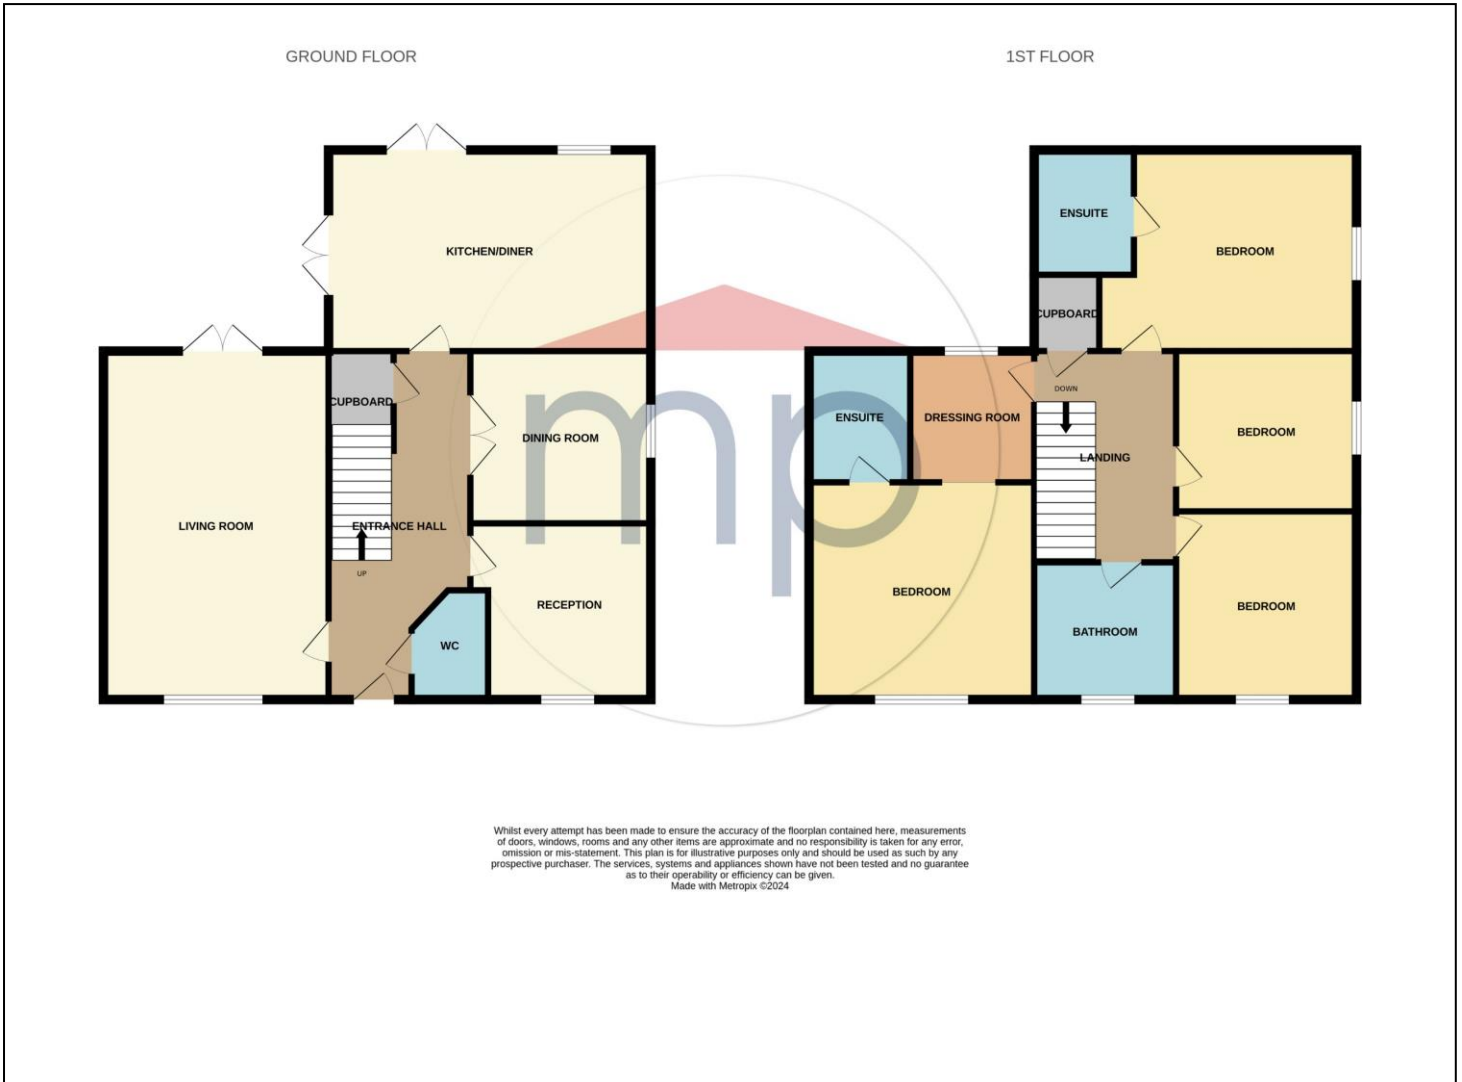 GROUND FLOOR
1ST FLOOR
KITCHEN/DINER
CUPBOARD
DINING ROOM
LIVING ROOM
ENTRANCE HALL
UP
RECEPTION
WC
ENSUITE
BEDROOM
CUPBOARD
DOWN
ENSUITE
DRESSING ROOM
BEDROOM
LANDING
BEDROOM
BEDROOM
BATHROOM
mp
Whilst every attempt has been made to ensure the accuracy of the floorplan contained here, measurements
of doors, windows, rooms and any other items are approximate and no responsibility is taken for any error,
omission or mis-statement. This plan is for illustrative purposes only and should be used as such by any
prospective purchaser. The services, systems and appliances shown have not been tested and no guarantee
as to their operability or efficiency can be given.
Made with Metropix ©2024